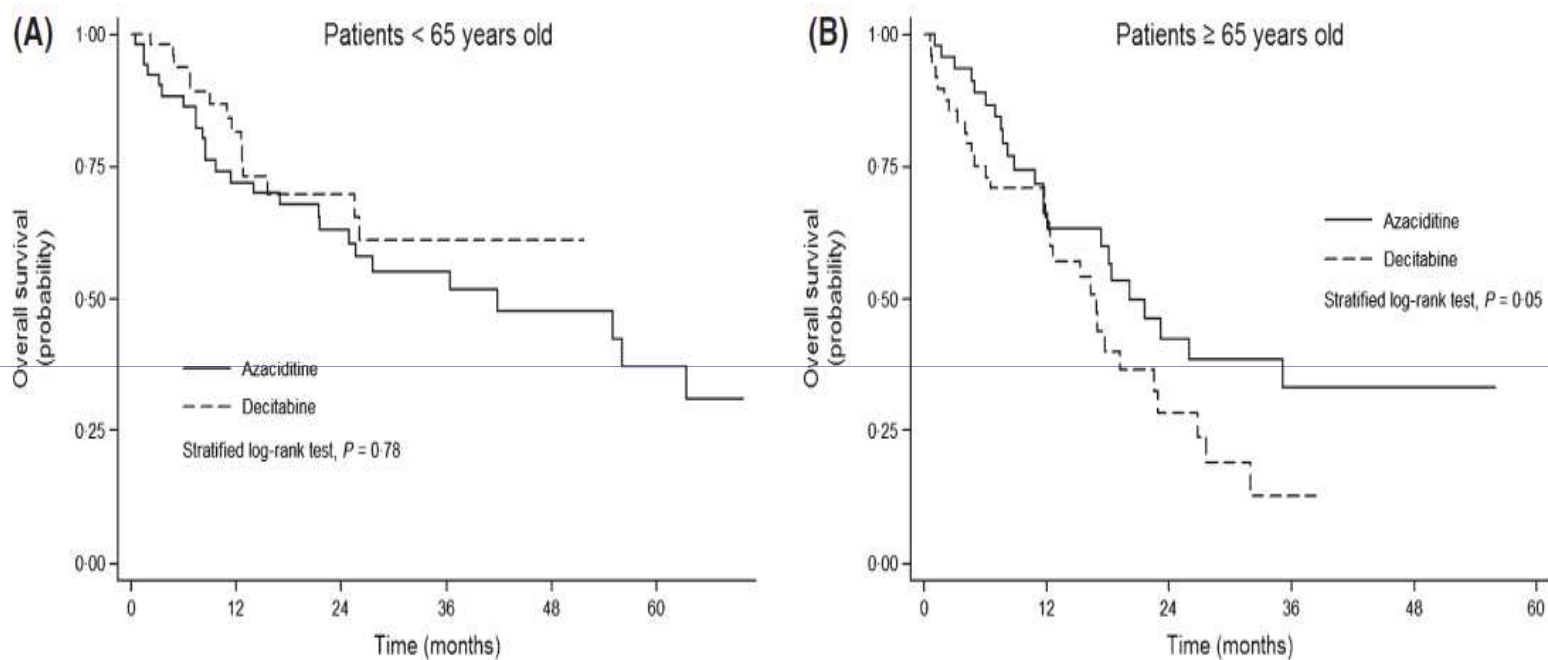 (A)
Patients < 65 years old
1·00
0·75
0·50
0·25
0·00
Overall survival
(probability)
Azaciditine
Decitabine
Stratified log-rank test, P = 0·78
0 12 24 36 48 60
Time (months)
(B)
Patients ≥ 65 years old
1·00
0·75
0·50
0·25
0·00
Overall survival
(probability)
Azaciditine
Decitabine
Stratified log-rank test, P = 0·05
0 12 24 36 48 60
Time (months)